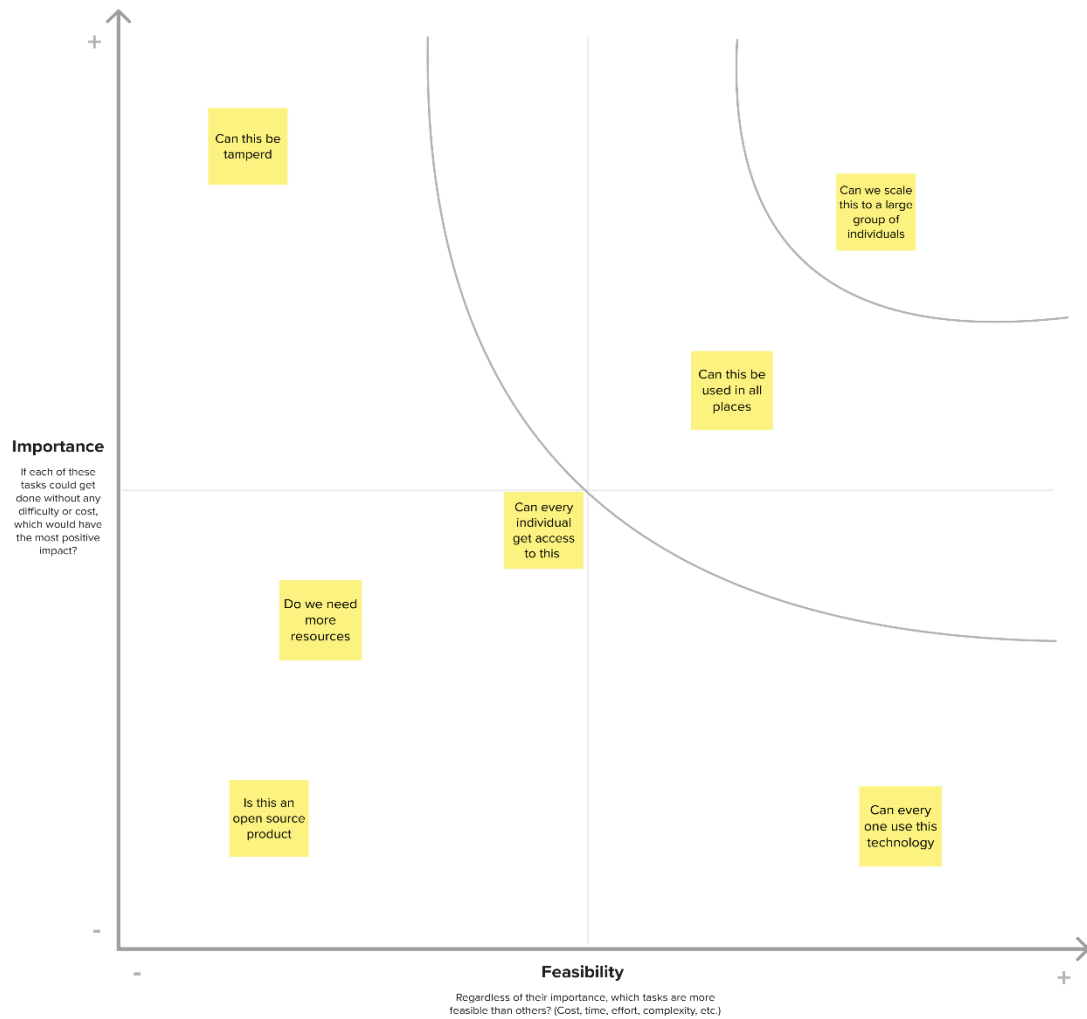 +
Can this be
tamperd
Can we scale
this to a large
group of
individuals
Can this be
used in all
places
Importance
If each of these
tasks could get
done without any
difficulty or cost,
which would have
the most positive
impact?
Can every
individual
get access
to this
Do we need
more
resources
Is this an
open source
product
Can every
one use this
technology
-
-
Feasibility
+
Regardless of their importance, which tasks are more
feasible than others? (Cost, time, effort, complexity, etc.)